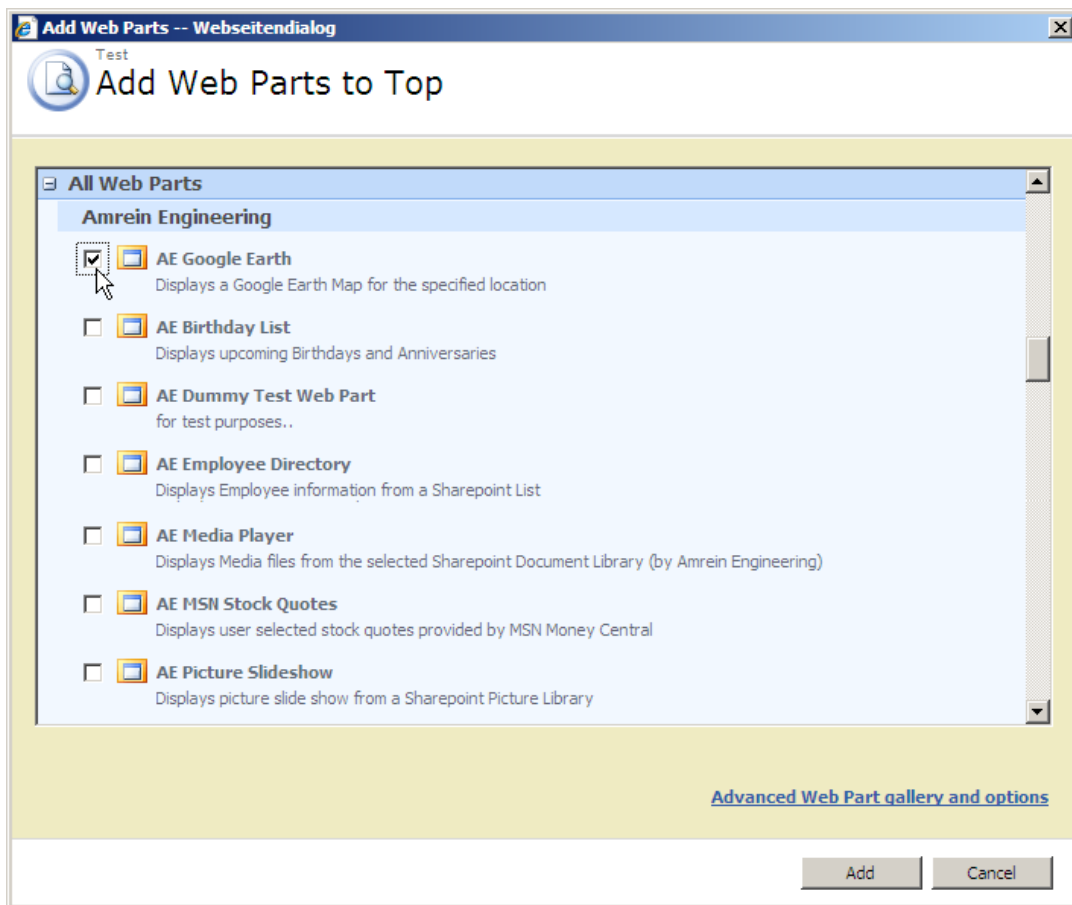 Add Web Parts -- Webseitendialog
Test
Add Web Parts to Top
All Web Parts
Amrein Engineering
AE Google Earth
Displays a Google Earth Map for the specified location
AE Birthday List
Displays upcoming Birthdays and Anniversaries
AE Dummy Test Web Part
for test purposes..
AE Employee Directory
Displays Employee information from a Sharepoint List
AE Media Player
Displays Media files from the selected Sharepoint Document Library (by Amrein Engineering)
AE MSN Stock Quotes
Displays user selected stock quotes provided by MSN Money Central
AE Picture Slideshow
Displays picture slide show from a Sharepoint Picture Library
Advanced Web Part gallery and options
Add Cancel